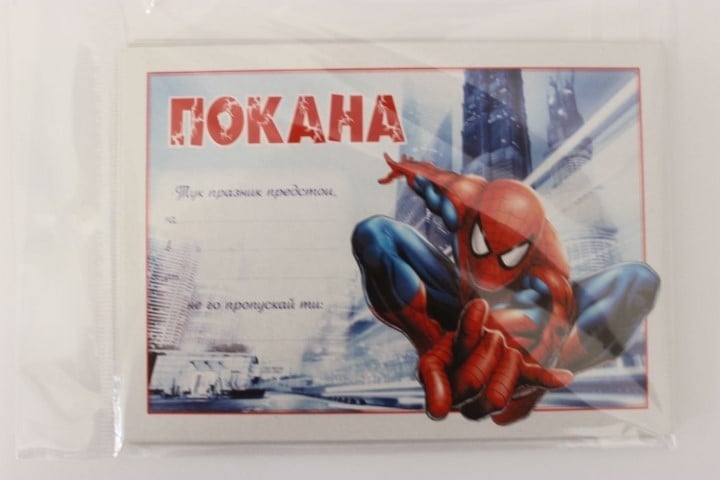 ПОКАНА
Тук празник предстои,
на
не го пропускай ти: